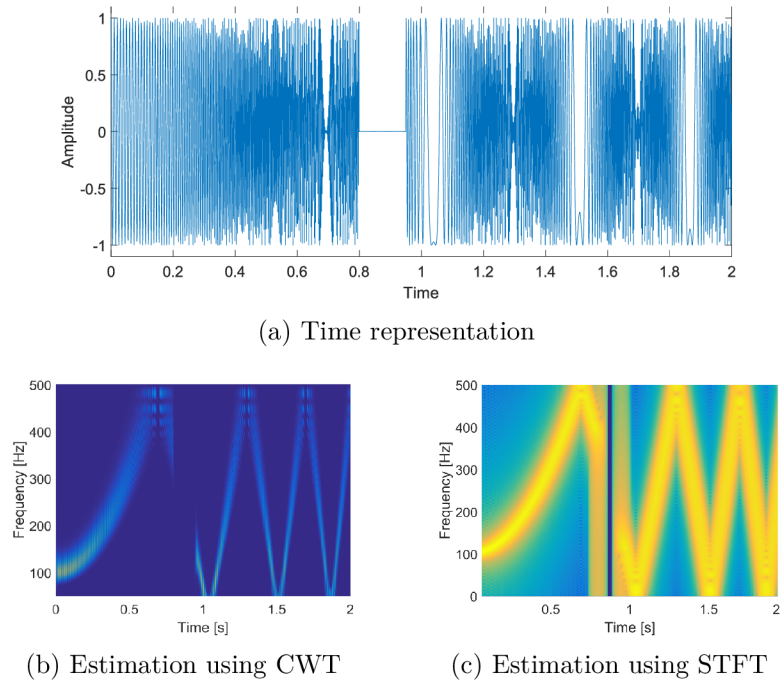 1
0.5
0
-0.5
-1
Amplitude
0 0.2 0.4 0.6 0.8 1 1.2 1.4 1.6 1.8 2
Time
(a) Time representation
500
400
300
200
100
Frequency [Hz]
0 0.5 1 1.5 2
Time [s]
(b) Estimation using CWT
500
400
300
200
100
0
Frequency [Hz]
0.5 1 1.5 2
Time [s]
(c) Estimation using STFT